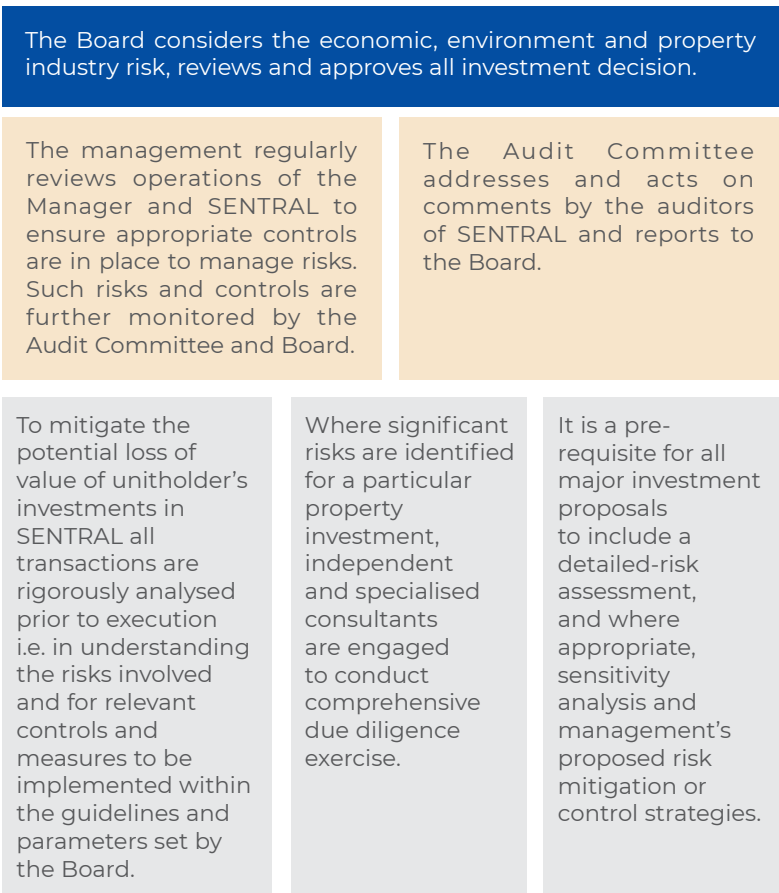 The Board considers the economic, environment and property
industry risk, reviews and approves all investment decision.
The management regularly
reviews operations of the
Manager and SENTRAL to
ensure appropriate controls
are in place to manage risks.
Such risks and controls are
further monitored by the
Audit Committee and Board.
The Audit Committee
addresses and acts on
comments by the auditors
of SENTRAL and reports to
the Board.
To mitigate the
potential loss of
value of unitholder’s
investments in
SENTRAL all
transactions are
rigorously analysed
prior to execution
i.e. in understanding
the risks involved
and for relevant
controls and
measures to be
implemented within
the guidelines and
parameters set by
the Board.
Where significant
risks are identified
for a particular
property
investment,
independent
and specialised
consultants
are engaged
to conduct
comprehensive
due diligence
exercise.
It is a pre-
requisite for all
major investment
proposals
to include a
detailed-risk
assessment,
and where
appropriate,
sensitivity
analysis and
management’s
proposed risk
mitigation or
control strategies.